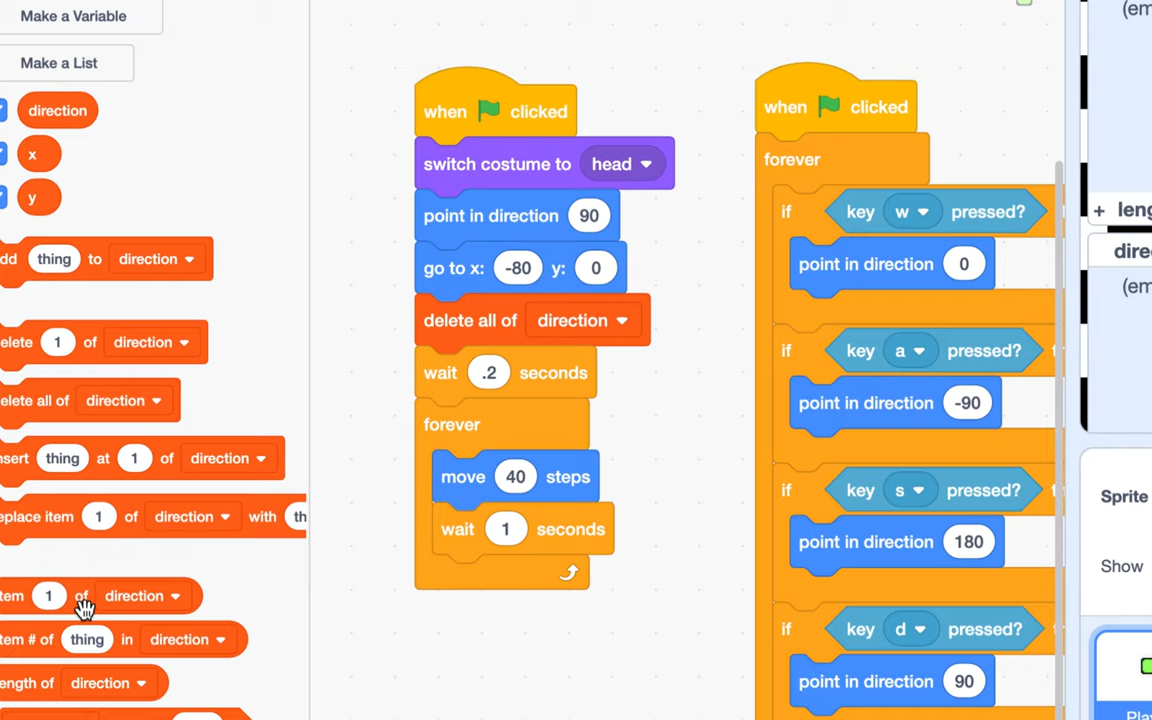 Make a Variable
Make a List
direction
x
y
dd thing to direction
elete 1 of direction
elete all of direction
nsert thing at 1 of direction
eplace item 1 of direction with th
tem 1 of direction
tem # of thing in direction
ength of direction
when clicked
switch costume to head
point in direction 90
go to x: -80 y: 0
delete all of direction
wait .2 seconds
forever
move 40 steps
wait 1 seconds
when clicked
forever
if key w pressed?
point in direction 0
if key a pressed? t
point in direction -90
if key s pressed? t
point in direction 180
if key d pressed? t
point in direction 90
(em
+ leng
direc
(em
Sprite
Show
Play